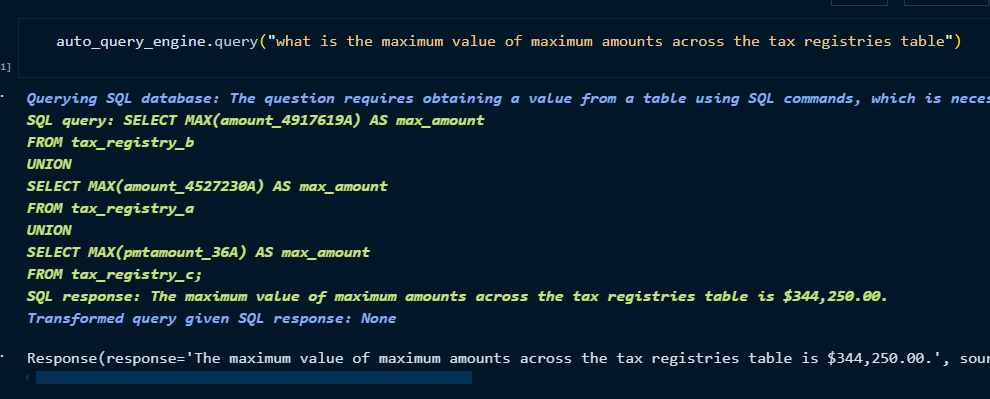 auto_query_engine.query("what is the maximum value of maximum amounts across the tax registries table")
1]
Querying SQL database: The question requires obtaining a value from a table using SQL commands, which is
SQL query: SELECT MAX(amount_4917619A) AS max_amount
FROM tax_registry_b
UNION
SELECT MAX(amount_4527230A) AS max_amount
FROM tax_registry_a
UNION
SELECT MAX(pmtamount_36A) AS max_amount
FROM tax_registry_c;
SQL response: The maximum value of maximum amounts across the tax registries table is $344,250.00.
Transformed query given SQL response: None
Response(response='The maximum value of maximum amounts across the tax registries table is $344,250.00.',